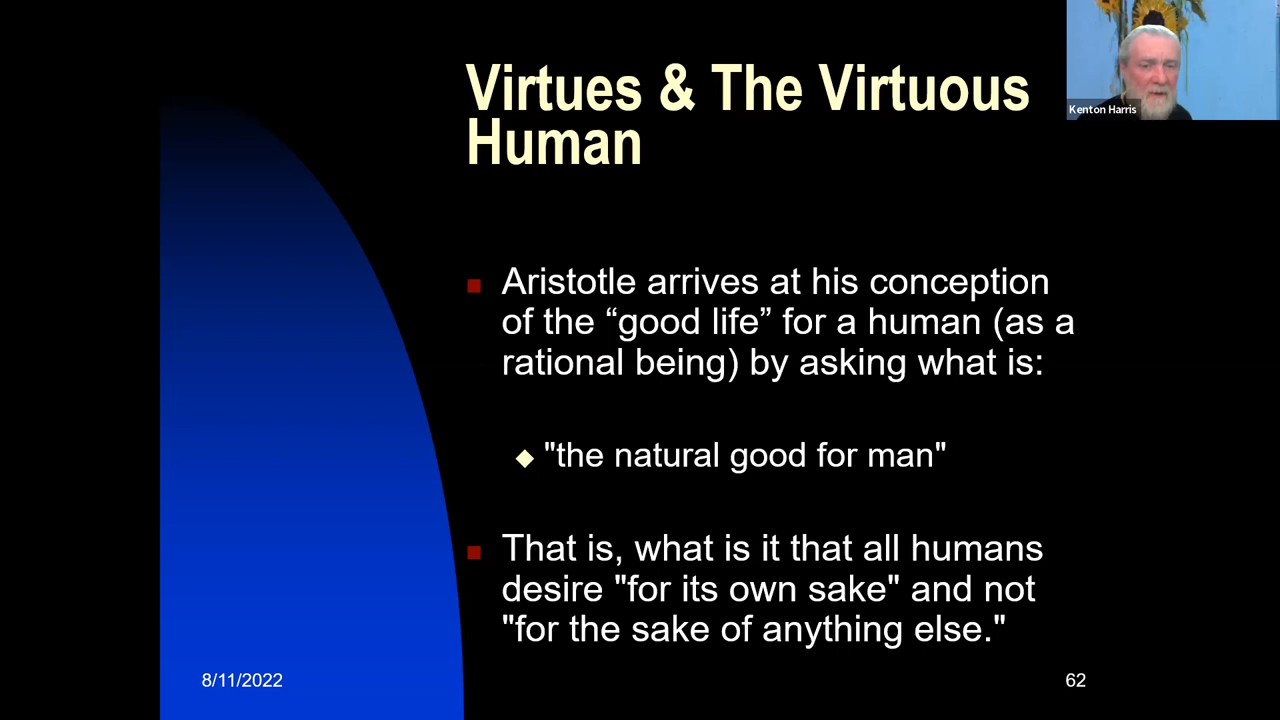 Virtues & The Virtuous
Human
Kenton Harris
Aristotle arrives at his conception
of the “good life” for a human (as a
rational being) by asking what is:
"the natural good for man"
That is, what is it that all humans
desire "for its own sake" and not
"for the sake of anything else."
8/11/2022
62